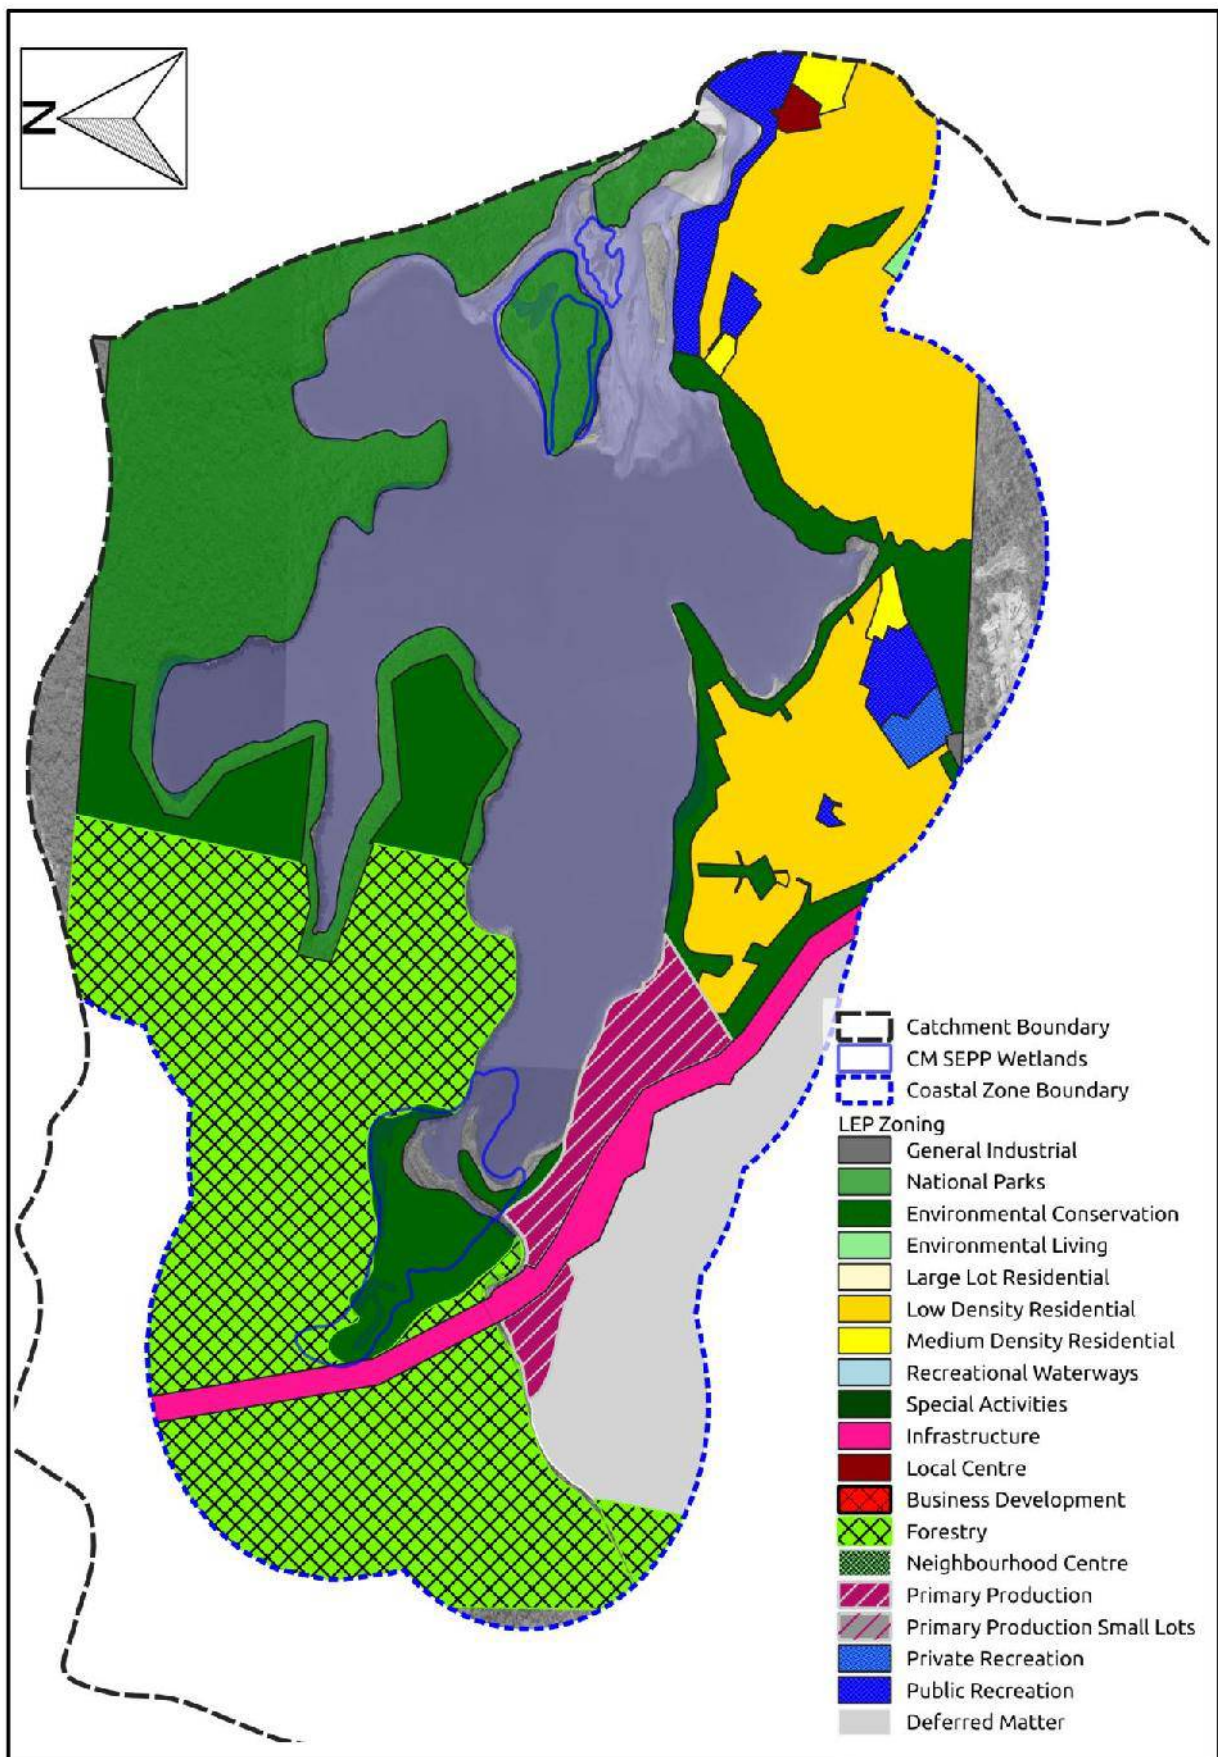 N
Catchment Boundary
CM SEPP Wetlands
Coastal Zone Boundary
LEP Zoning
General Industrial
National Parks
Environmental Conservation
Environmental Living
Large Lot Residential
Low Density Residential
Medium Density Residential
Recreational Waterways
Special Activities
Infrastructure
Local Centre
Business Development
Forestry
Neighbourhood Centre
Primary Production
Primary Production Small Lots
Private Recreation
Public Recreation
Deferred Matter